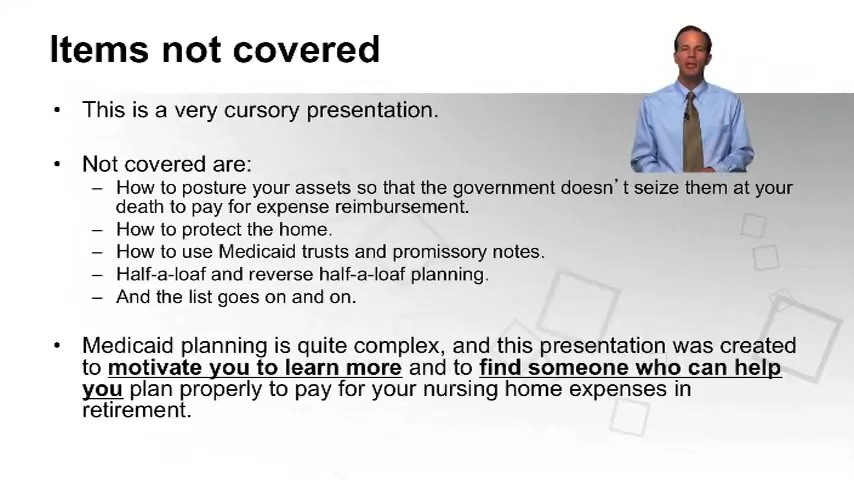 Items not covered
• This is a very cursory presentation.
• Not covered are:
– How to posture your assets so that the government doesn't seize them at your
death to pay for expense reimbursement.
– How to protect the home.
– How to use Medicaid trusts and promissory notes.
– Half-a-loaf and reverse half-a-loaf planning.
– And the list goes on and on.
• Medicaid planning is quite complex, and this presentation was created
to motivate you to learn more and to find someone who can help
you plan properly to pay for your nursing home expenses in
retirement.